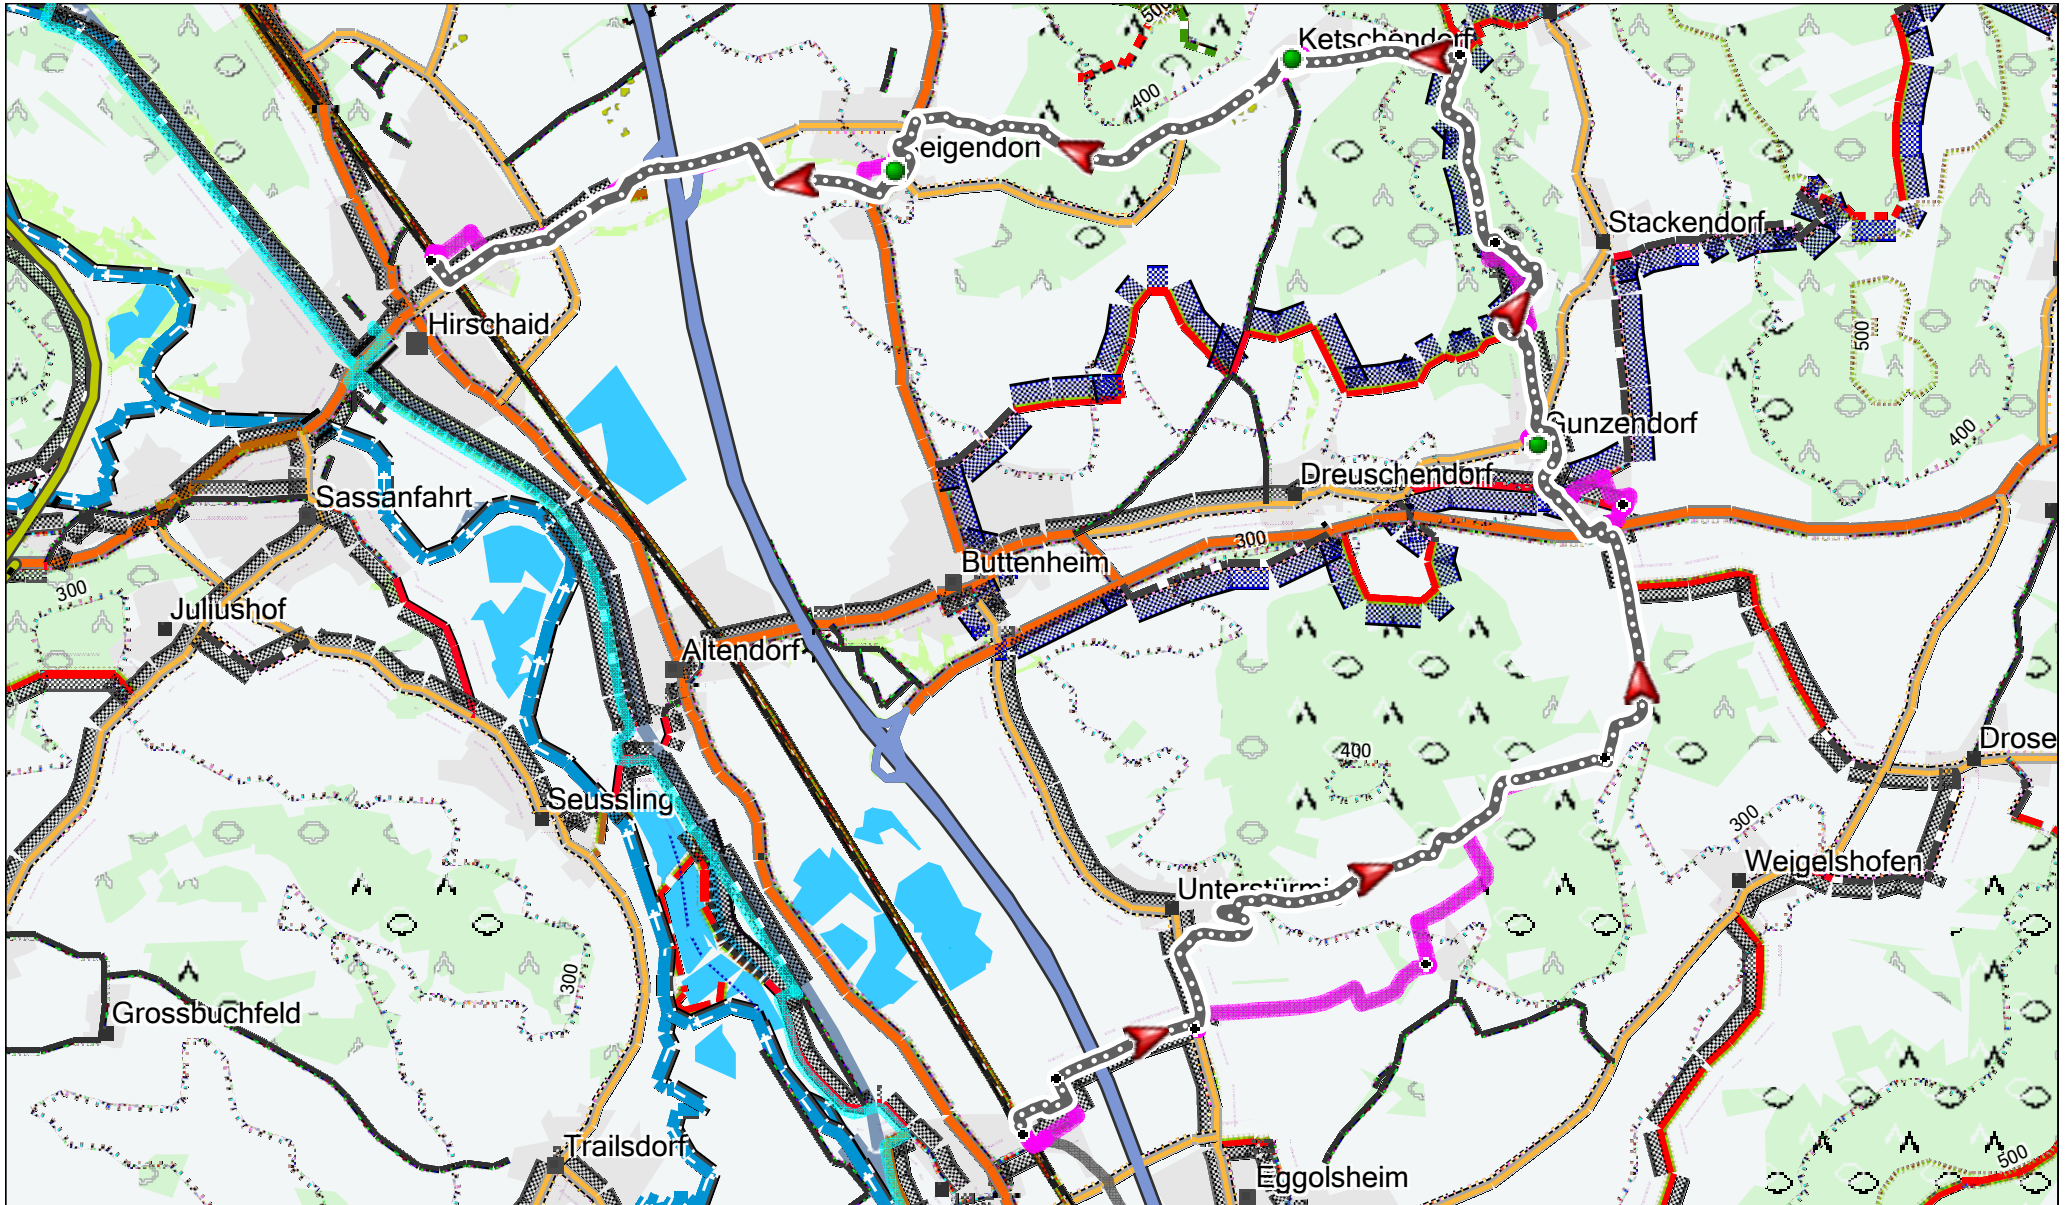 500
Ketschendorf
400
eigendorf
Stackendorf
Hirschaid
500
Gunzendorf
400
Dreuschendorf
Sassanfahrt
300
Buttenheim
300
Juliushof
Altendorf
400
Drose
Seussling
300
Weigelshofen
Unterstürmi
300
Grossbuchfeld
Trailsdorf
500
Eggolsheim